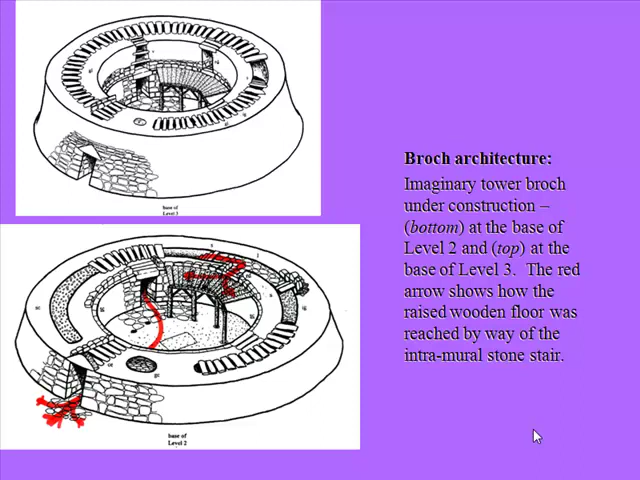 base of
Level 3
Broch architecture:
Imaginary tower broch
under construction –
(bottom) at the base of
Level 2 and (top) at the
base of Level 3. The red
arrow shows how the
raised wooden floor was
reached by way of the
intra-mural stone stair.
base of
Level 2